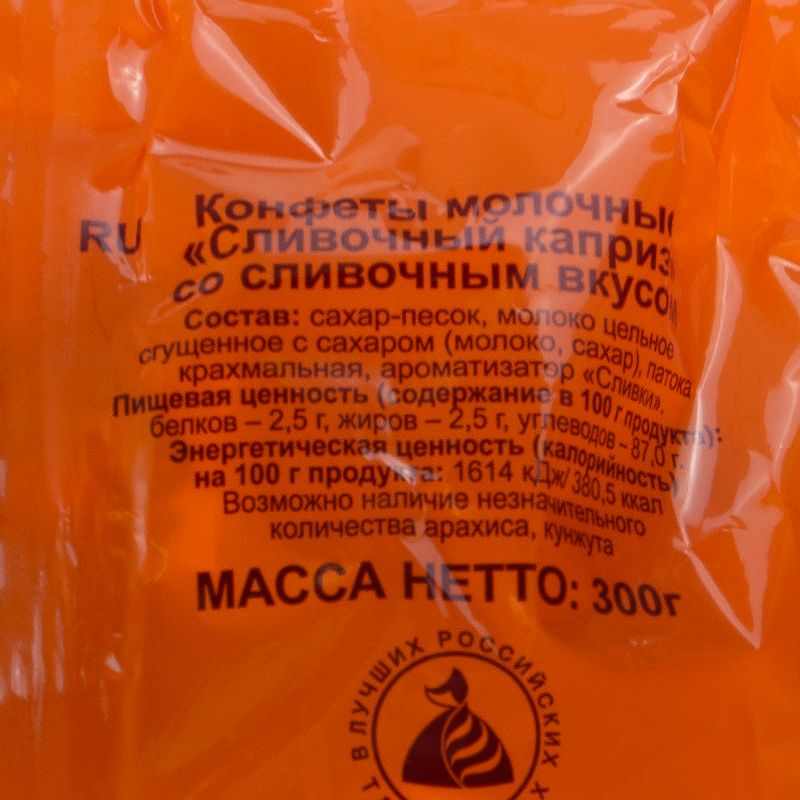 RU
Конфеты молочные
«Сливочный каприз»
со сливочным вкусом
Состав: сахар-песок, молоко цельное
сгущенное с сахаром (молоко, сахар), патока
крахмальная, ароматизатор «Сливки».
Пищевая ценность (содержание в 100 г продукта):
белков – 2,5 г, жиров – 2,5 г, углеводов – 87,0 г.
Энергетическая ценность (калорийность)
на 100 г продукта: 1614 кДж/ 380,5 ккал
Возможно наличие незначительного
количества арахиса, кунжута
МАССА НЕТТО: 300г
В ЛУЧШИХ РОССИЙСКИХ